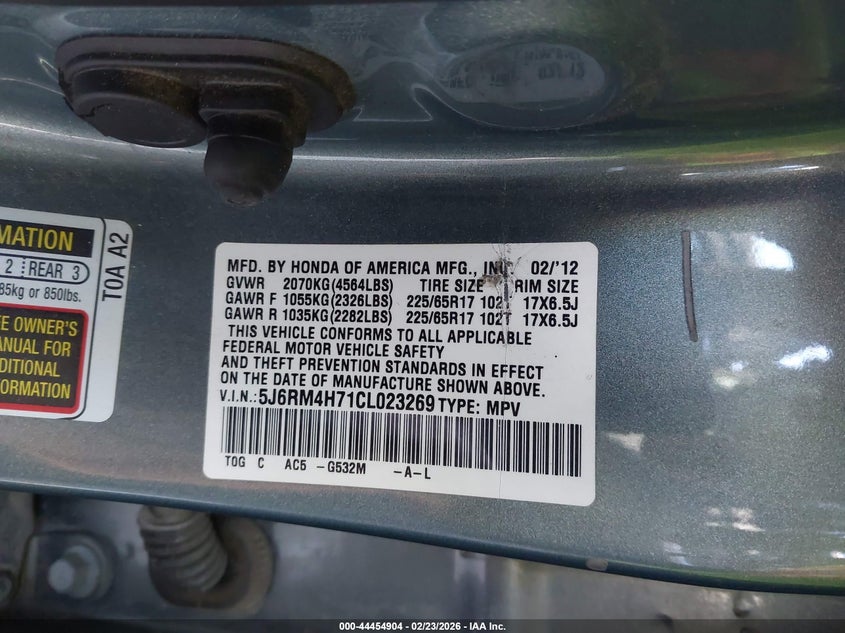 MATION
2 REAR 3
85kg or 850lbs.
E OWNER'S
ANUAL FOR
DITIONAL
FORMATION
TOA A2
MFD. BY HONDA OF AMERICA MFG., INC. 02/'12
GVWR 2070KG(4564LBS) TIRE SIZE RIM SIZE
GAWR F 1055KG(2326LBS) 225/65R17 102T 17X6.5J
GAWR R 1035KG(2282LBS) 225/65R17 102T 17X6.5J
THIS VEHICLE CONFORMS TO ALL APPLICABLE
FEDERAL MOTOR VEHICLE SAFETY
AND THEFT PREVENTION STANDARDS IN EFFECT
ON THE DATE OF MANUFACTURE SHOWN ABOVE.
V.I.N.: 5J6RM4H71CL023269 TYPE: MPV
TOG C AC5 -G532M -A-L
000-44454904 - 02/23/2026 - IAA Inc.